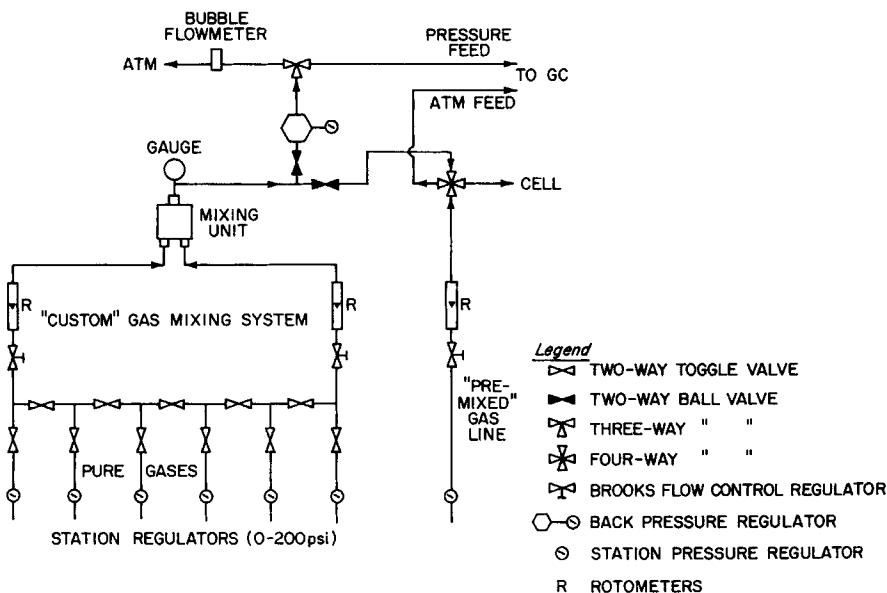 BUBBLE
FLOWMETER
ATM
PRESSURE
FEED
TO GC
ATM FEED
GAUGE
CELL
MIXING
UNIT
R
R
R
"CUSTOM" GAS MIXING SYSTEM
"PRE-
MIXED"
GAS
LINE
PURE GASES
STATION REGULATORS (0-200psi)
Legend
TWO-WAY TOGGLE VALVE
TWO-WAY BALL VALVE
THREE-WAY " "
FOUR-WAY " "
BROOKS FLOW CONTROL REGULATOR
BACK PRESSURE REGULATOR
STATION PRESSURE REGULATOR
R ROTOMETERS